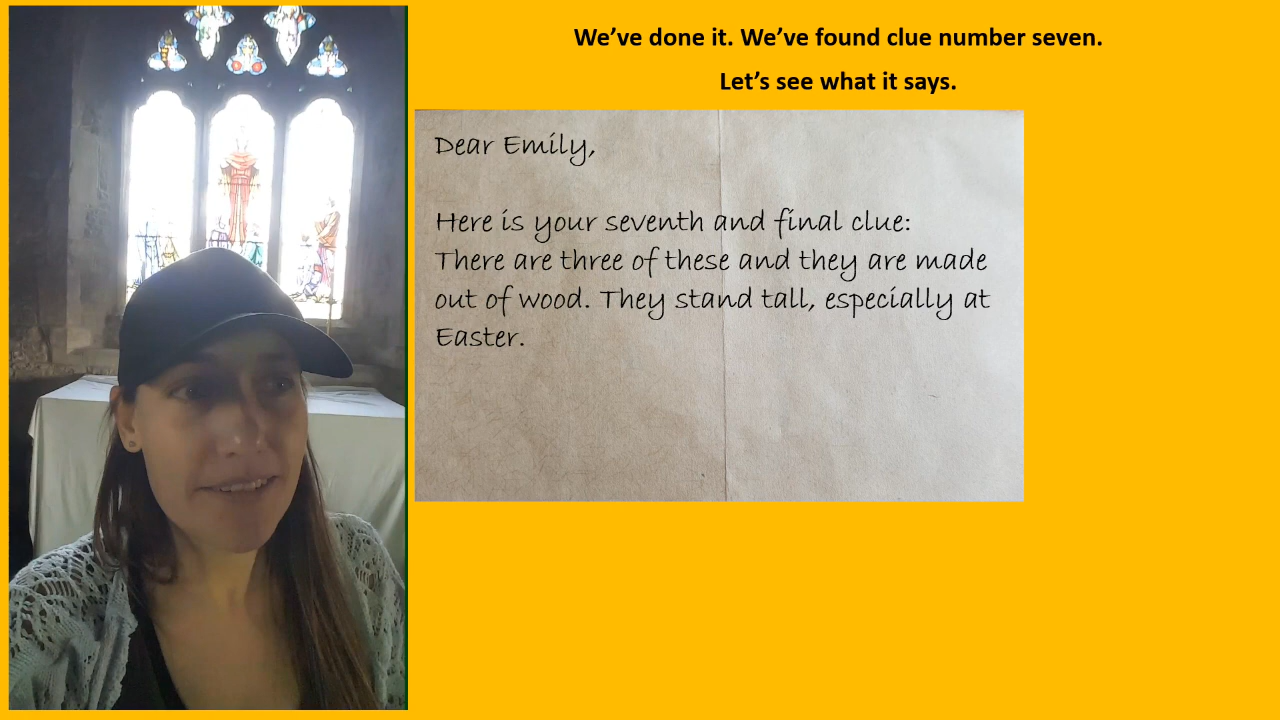 We’ve done it. We’ve found clue number seven.
Let’s see what it says.
Dear Emily,
Here is your seventh and final clue:
There are three of these and they are made
out of wood. They stand tall, especially at
Easter.